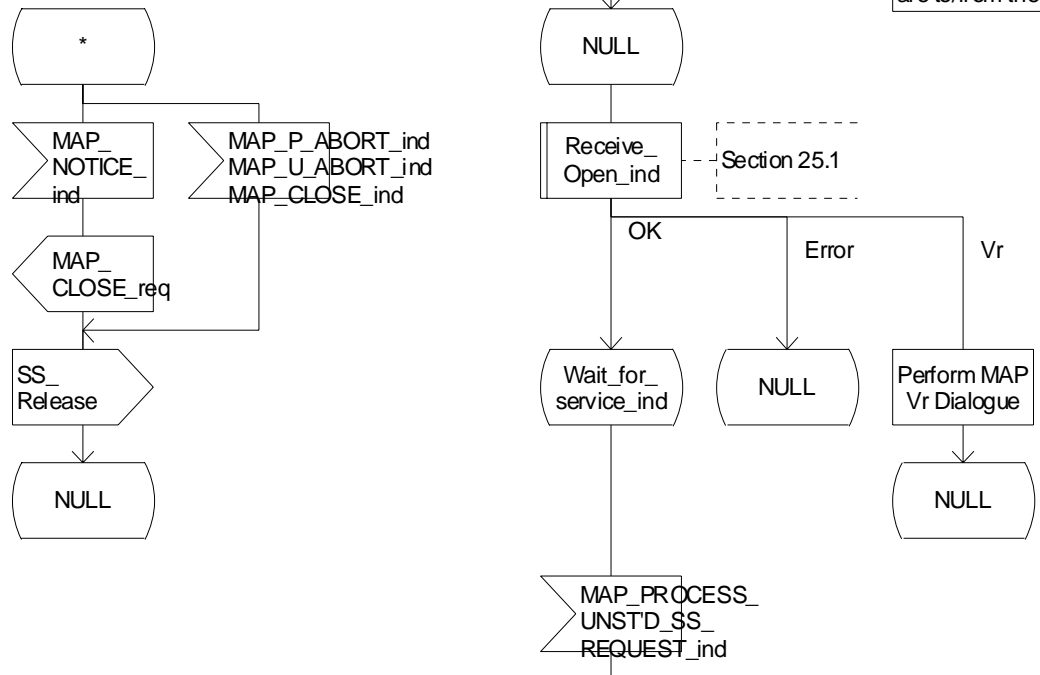 *
MAP_
NOTICE_
ind
MAP_P_ABORT_ind
MAP_U_ABORT_ind
MAP_CLOSE_ind
MAP_
CLOSE_req
SS_
Release
NULL
NULL
Receive_
Open_ind
Section 25.1
OK
Error
Vr
Wait_for_
service_ind
NULL
Perform MAP
Vr Dialogue
NULL
MAP_PROCESS_
UNST'D_SS_
REQUEST_ind